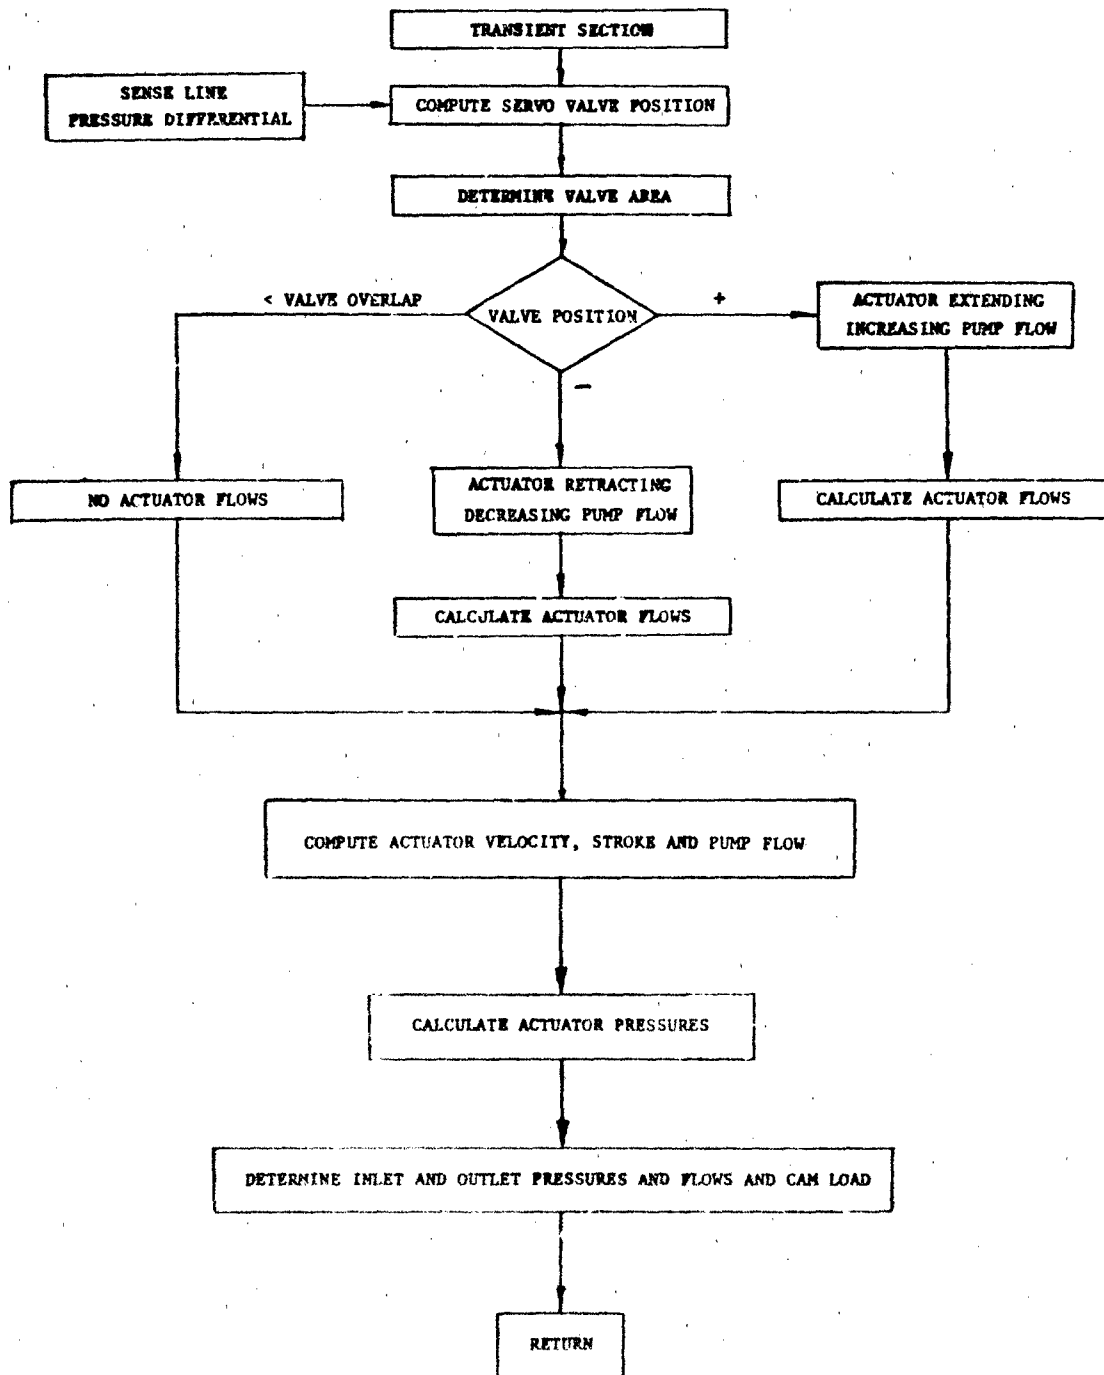 TRANSIENT SECTION
SENSE LINE
PRESSURE DIFFERENTIAL
COMPUTE SERVO VALVE POSITION
DETERMINE VALVE AREA
< VALVE OVERLAP
VALVE POSITION
+
ACTUATOR EXTENDING
INCREASING PUMP FLOW
−
NO ACTUATOR FLOWS
ACTUATOR RETRACTING
DECREASING PUMP FLOW
CALCULATE ACTUATOR FLOWS
CALCULATE ACTUATOR FLOWS
COMPUTE ACTUATOR VELOCITY, STROKE AND PUMP FLOW
CALCULATE ACTUATOR PRESSURES
DETERMINE INLET AND OUTLET PRESSURES AND FLOWS AND CAM LOAD
RETURN